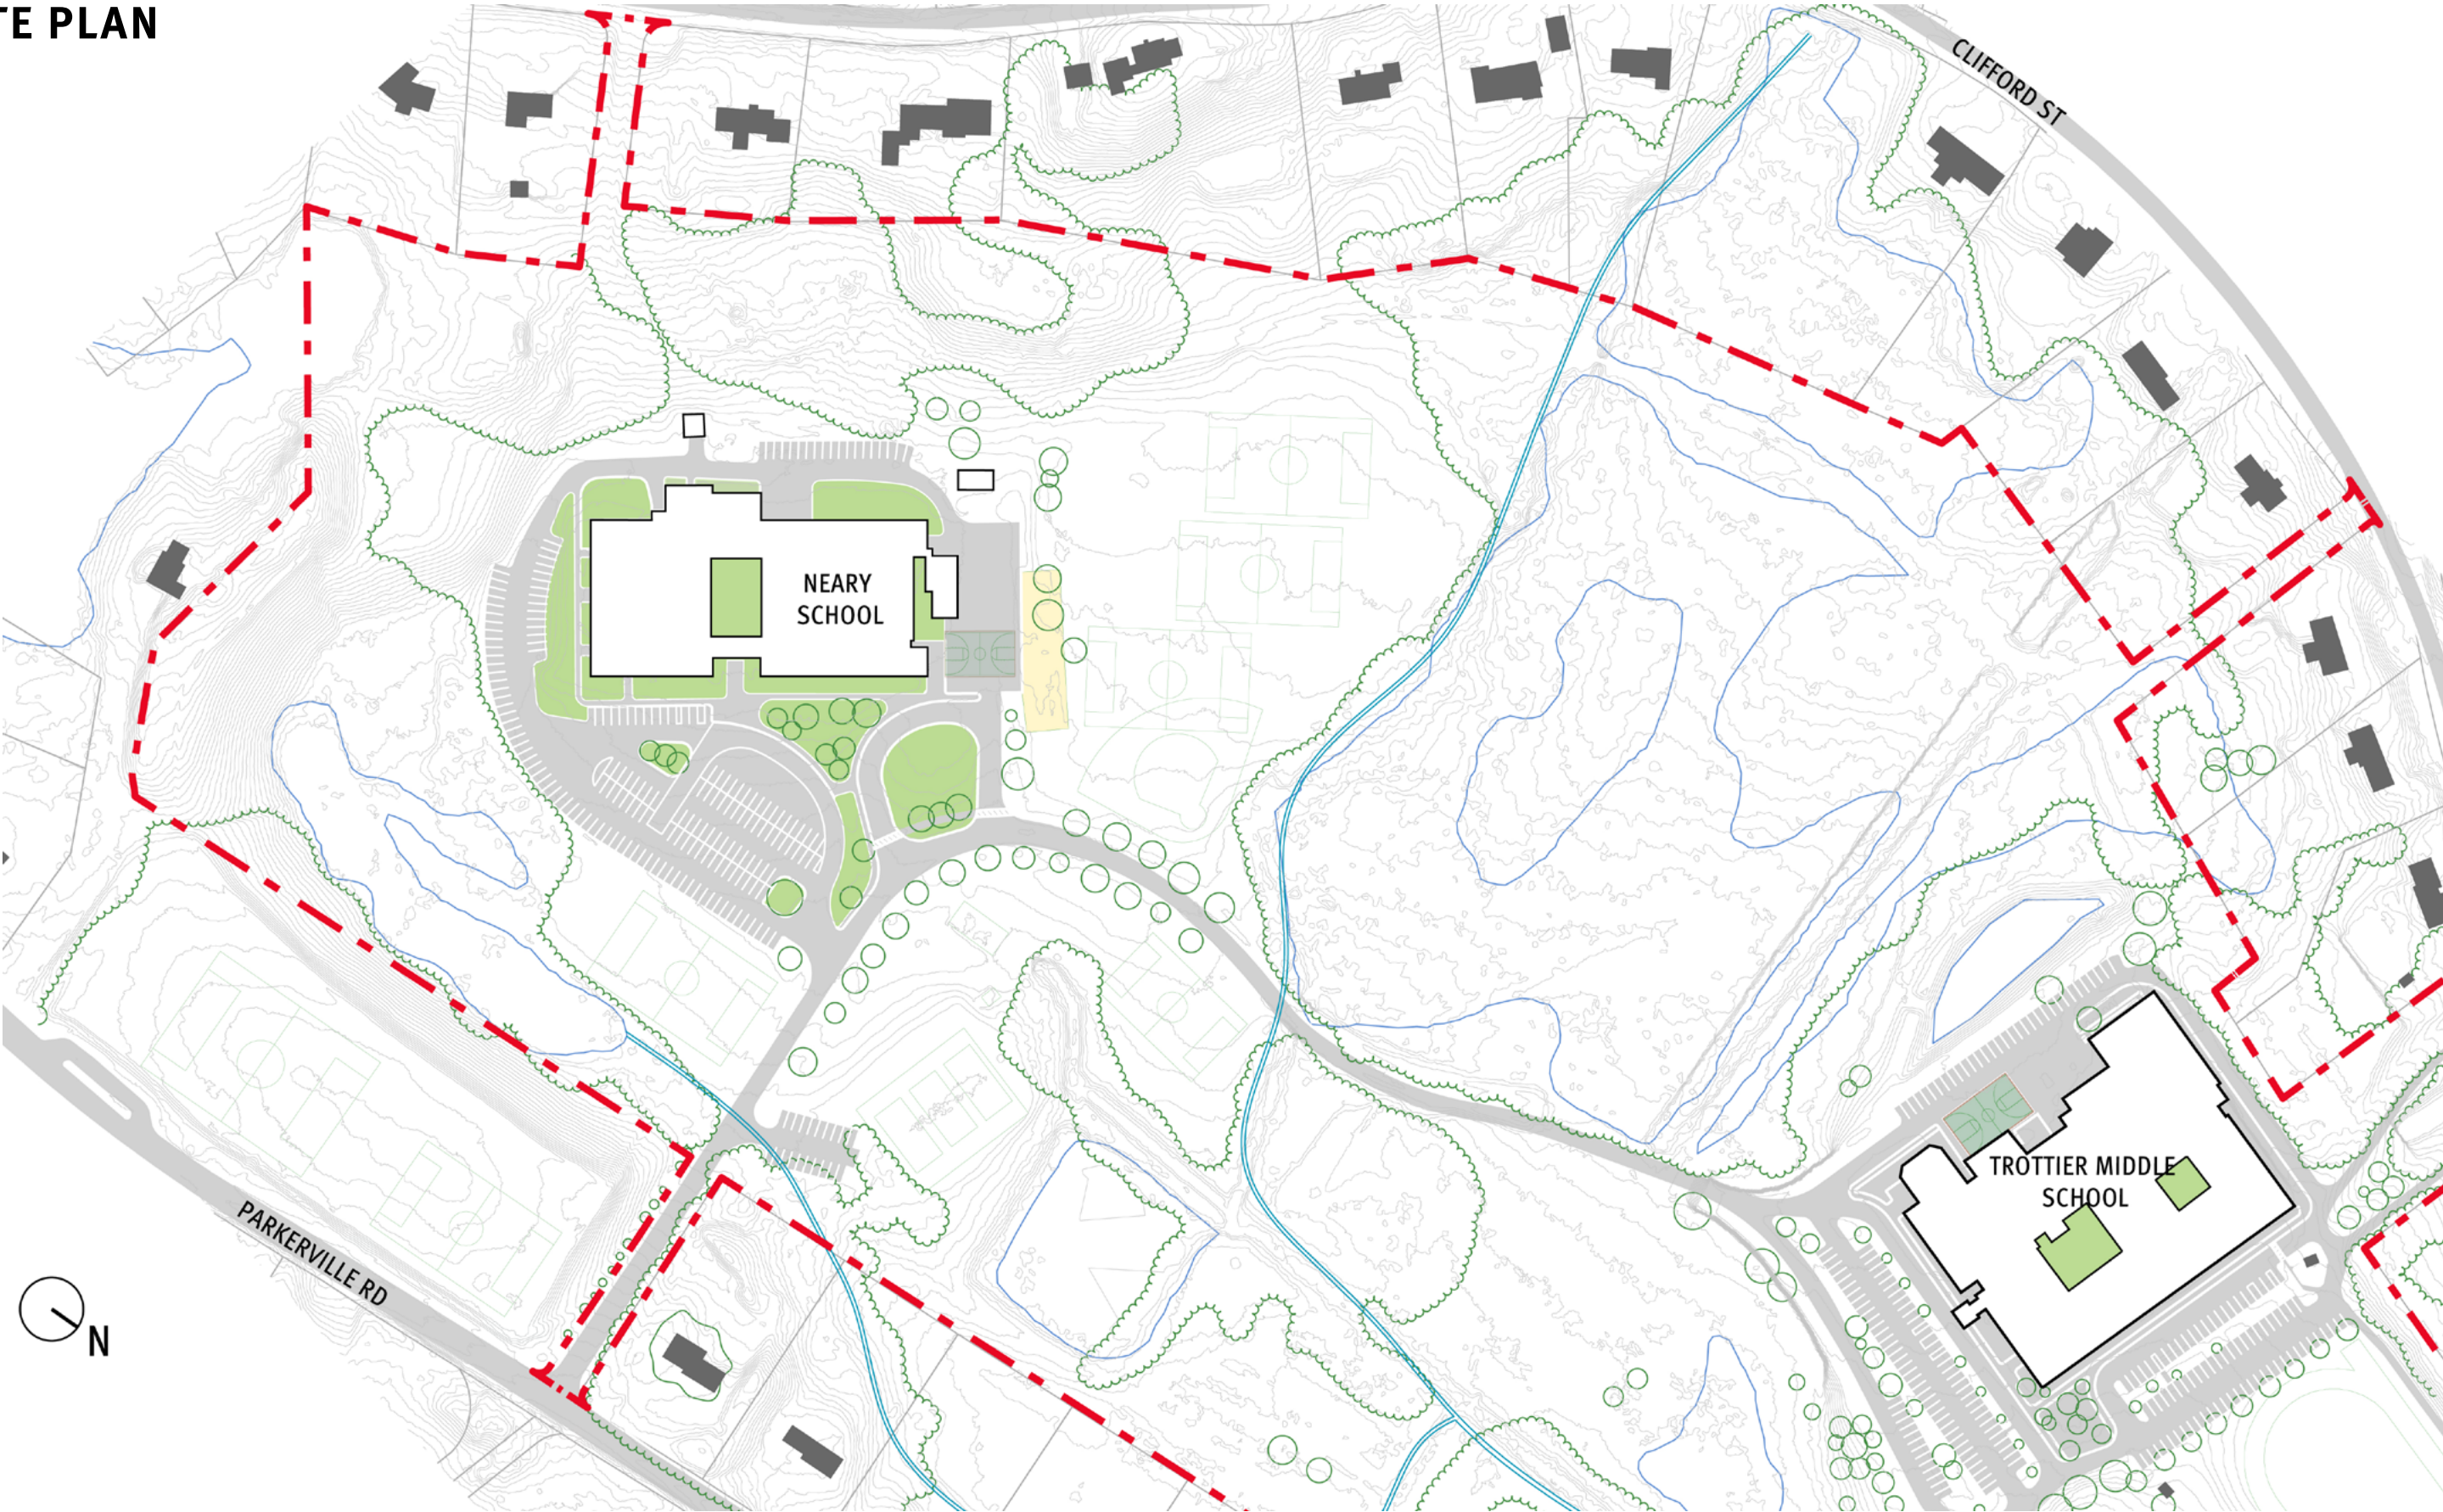 TE PLAN
CLIFFORD ST
NEARY
SCHOOL
TROTTIER MIDDLE
SCHOOL
PARKERVILLE RD
N